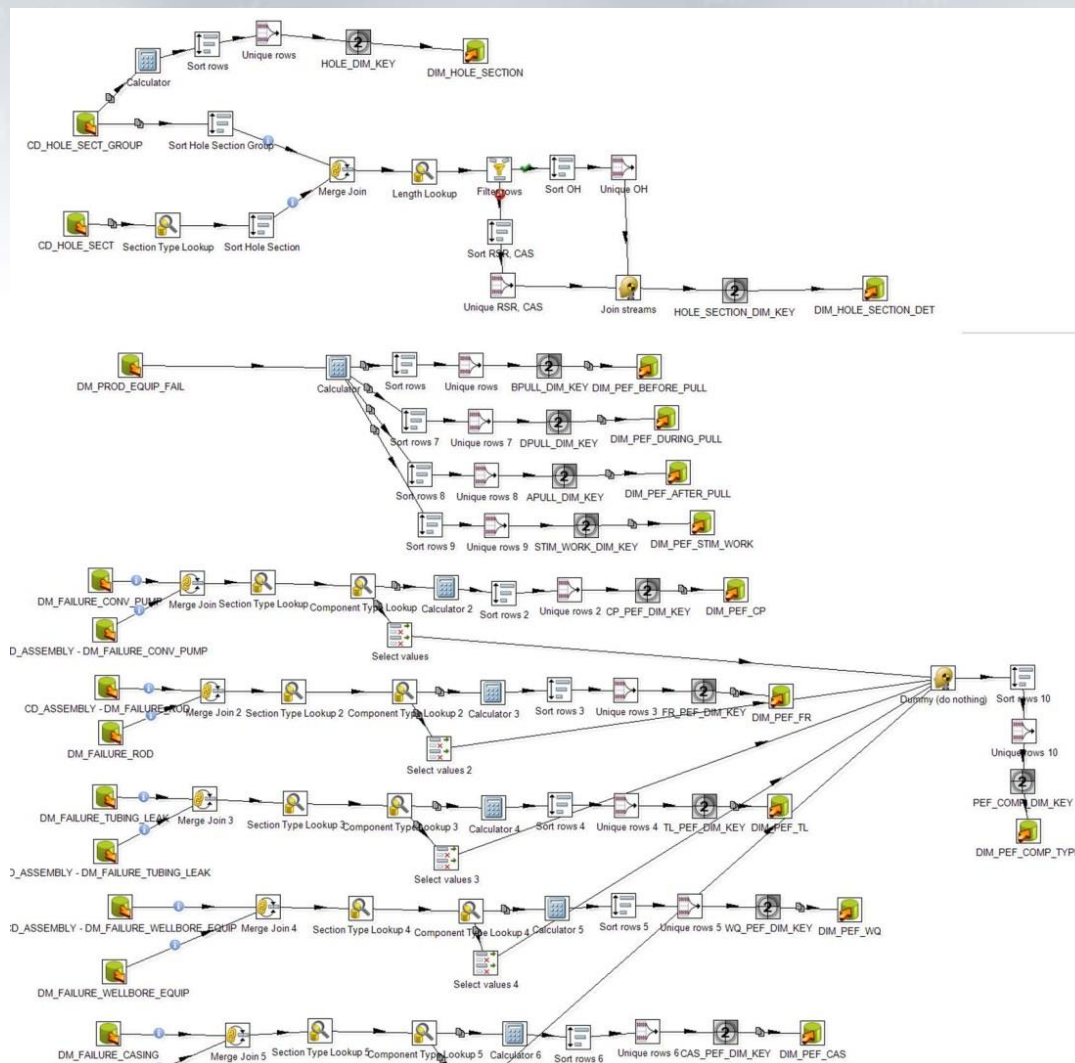 Calculator
Sort rows
Unique rows
HOLE_DIM_KEY
DIM_HOLE_SECTION
CD_HOLE_SECT_GROUP
Sort Hole Section Group
Merge Join
Length Lookup
Filter rows
Sort OH
Unique OH
CD_HOLE_SECT
Section Type Lookup
Sort Hole Section
Sort RSR, CAS
Unique RSR, CAS
Join streams
HOLE_SECTION_DIM_KEY
DIM_HOLE_SECTION_DET
DM_PROD_EQUIP_FAIL
Calculator
Sort rows
Unique rows
BPULL_DIM_KEY
DIM_PEF_BEFORE_PULL
Sort rows 7
Unique rows 7
DPULL_DIM_KEY
DIM_PEF_DURING_PULL
Sort rows 8
Unique rows 8
APULL_DIM_KEY
DIM_PEF_AFTER_PULL
Sort rows 9
Unique rows 9
STIM_WORK_DIM_KEY
DIM_PEF_STIM_WORK
DM_FAILURE_CONV_PUMP
Merge Join
Section Type Lookup
Component Type Lookup
Calculator 2
Sort rows 2
Unique rows 2
CP_PEF_DIM_KEY
DIM_PEF_CP
D_ASSEMBLY - DM_FAILURE_CONV_PUMP
Select values
CD_ASSEMBLY - DM_FAILURE_ROD
Merge Join 2
Section Type Lookup 2
Component Type Lookup 2
Calculator 3
Sort rows 3
Unique rows 3
FR_PEF_DIM_KEY
DIM_PEF_FR
Dummy (do nothing)
Sort rows 10
DM_FAILURE_ROD
Select values 2
Unique rows 10
PEF_COMP_DIM_KEY
DIM_PEF_COMP_TYP
DM_FAILURE_TUBING_LEAK
Merge Join 3
Section Type Lookup 3
Component Type Lookup 3
Calculator 4
Sort rows 4
Unique rows 4
TL_PEF_DIM_KEY
DIM_PEF_TL
D_ASSEMBLY - DM_FAILURE_TUBING_LEAK
Select values 3
D_ASSEMBLY - DM_FAILURE_WELLBORE_EQUIP
Merge Join 4
Section Type Lookup 4
Component Type Lookup 4
Calculator 5
Sort rows 5
Unique rows 5
WQ_PEF_DIM_KEY
DIM_PEF_WQ
DM_FAILURE_WELLBORE_EQUIP
Select values 4
DM_FAILURE_CASING
Merge Join 5
Section Type Lookup 5
Component Type Lookup 5
Calculator 6
Sort rows 6
Unique rows 6
CAS_PEF_DIM_KEY
DIM_PEF_CAS